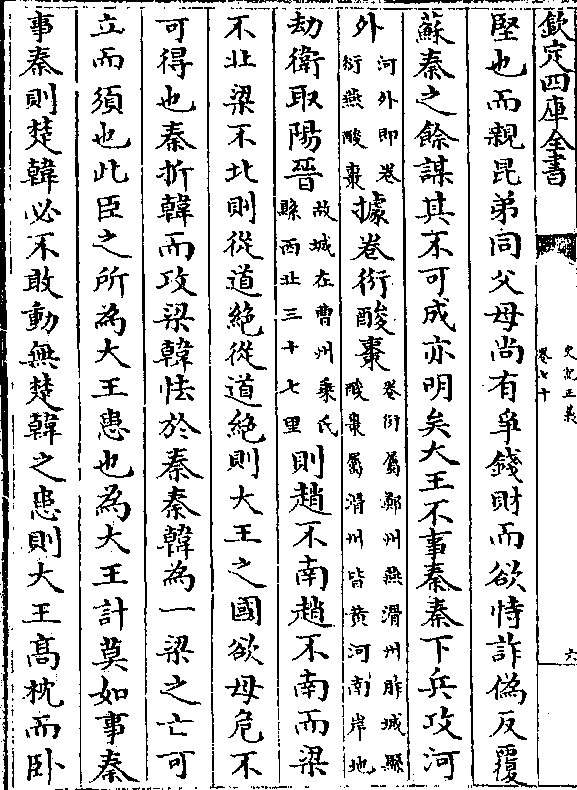 欽定四庫全書
史記正義
卷七十
六
堅也而親昆弟同父母尚有爭錢財而欲恃詐偽反覆
蘇秦之餘謀其不可成亦明矣大王不事秦秦下兵攻河
外河外即卷衍燕酸棗據卷衍酸棗卷衍屬鄭州燕滑州胙城縣酸棗屬滑州皆黃河南岸地
劫衛取陽晉故城在曹州乘氏縣西北三十七里則趙不南趙不南而梁
不北梁不北則從道絶從道絶則大王之國欲毋危不
可得也秦折韓而攻梁韓怯於秦秦韓為一梁之亡可
立而須也此臣之所為大王患也為大王計莫如事秦
事秦則楚韓必不敢動無楚韓之患則大王髙枕而卧